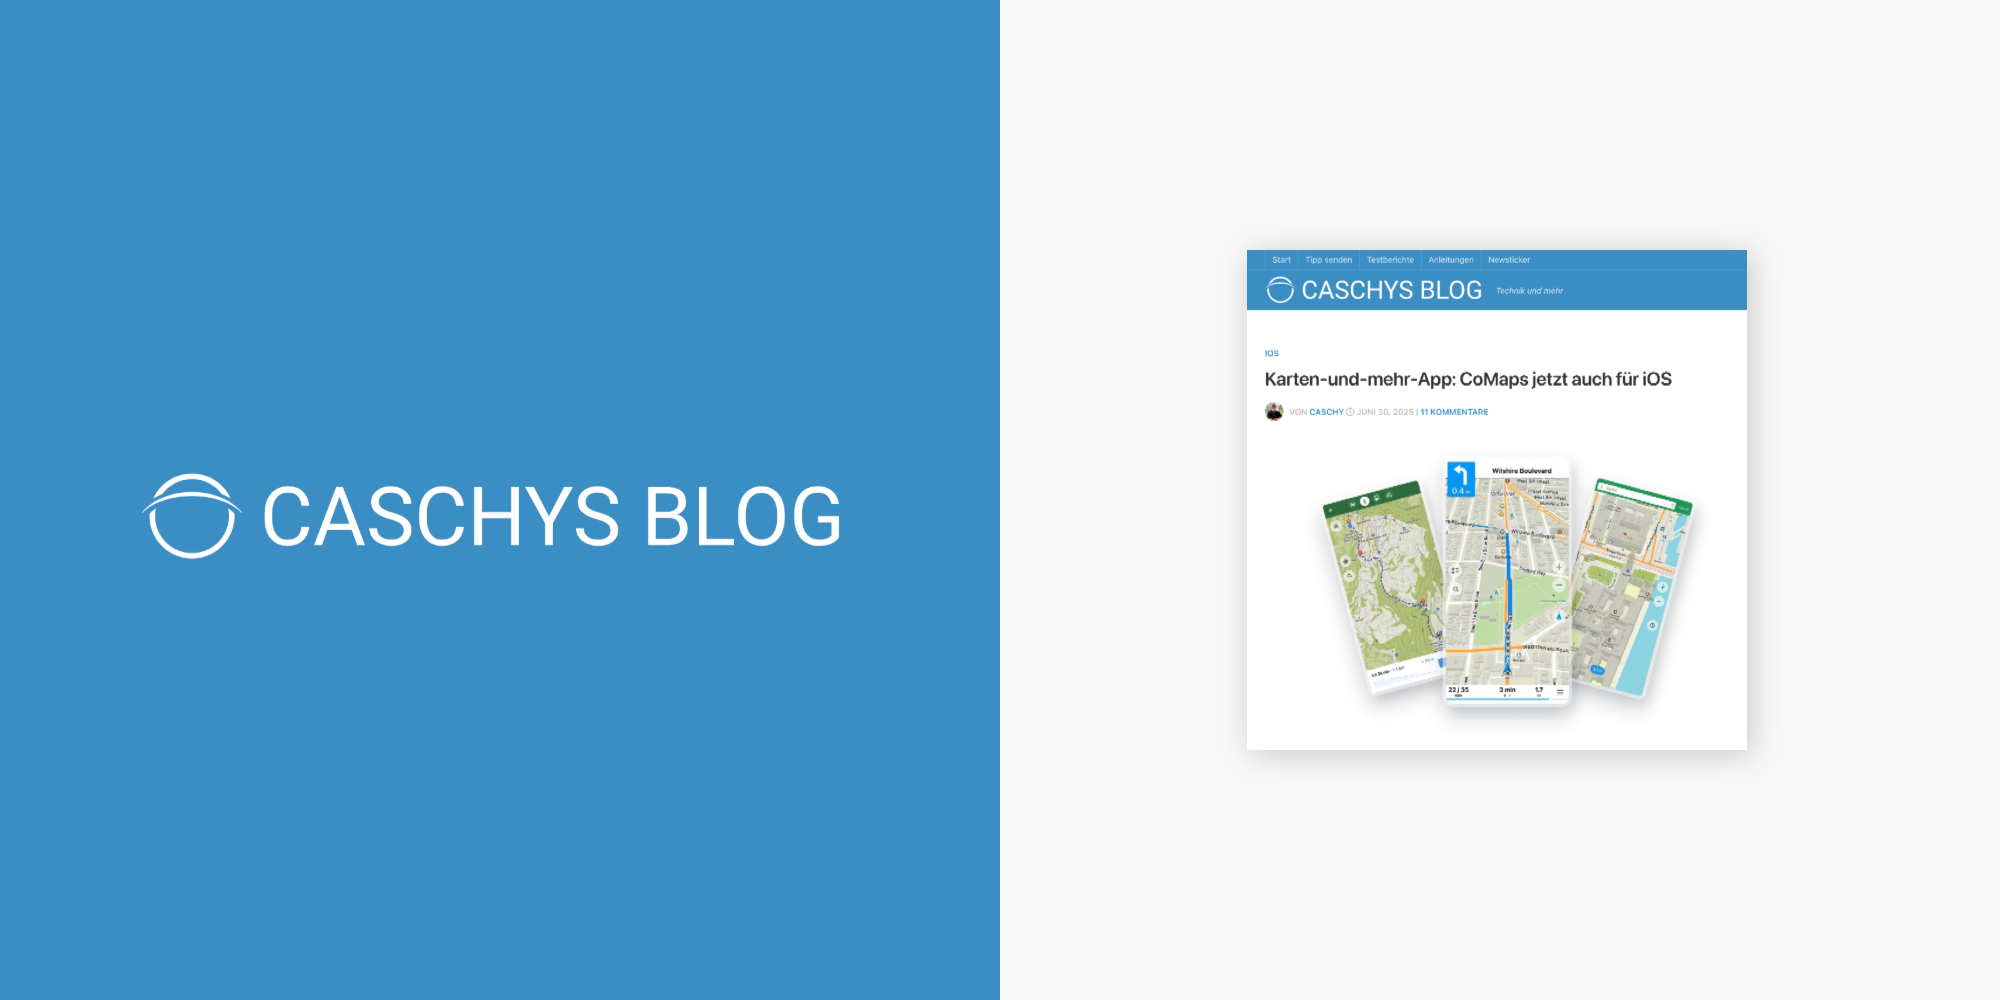 CASCHYS BLOG
Start Tipp senden Testberichte Anleitungen Newsticker
CASCHYS BLOG Technik und mehr
IOS
Karten-und-mehr-App: CoMaps jetzt auch für iOS
VON CASCHY JUNI 30, 2025 | 11 KOMMENTARE
Wilshire Boulevard
0.4
22 / 35 3 min 1.7